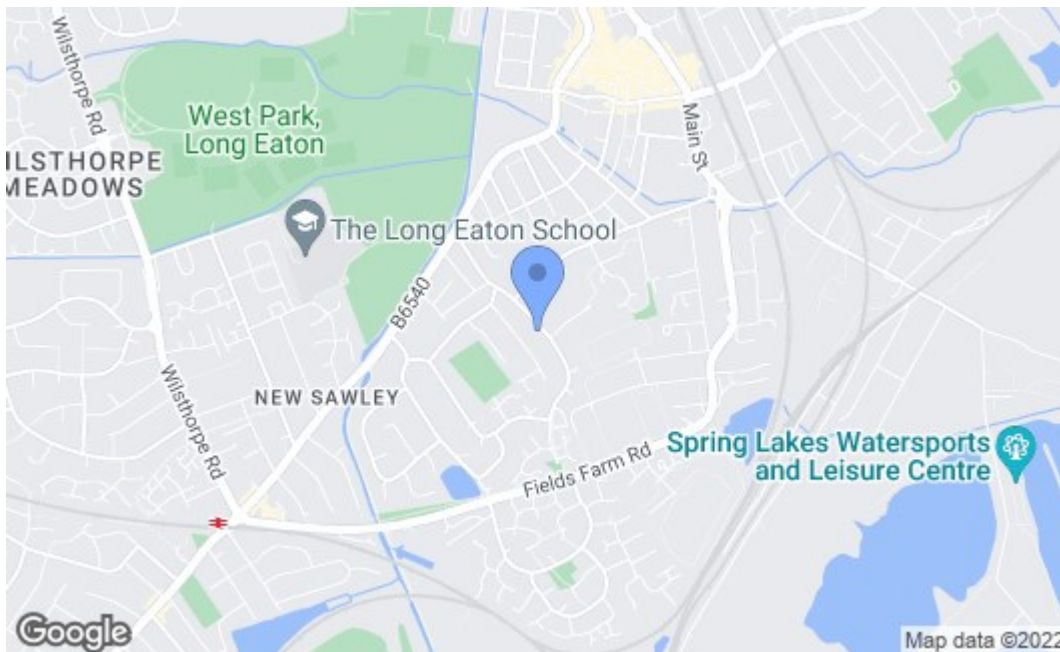 Wilsthorpe Rd
West Park,
Long Eaton
Main St
ILSTHORPE
MEADOWS
The Long Eaton School
B6540
NEW SAWLEY
Wilsthorpe Rd
Spring Lakes Watersports
and Leisure Centre
Fields Farm Rd
Google
Map data ©2022